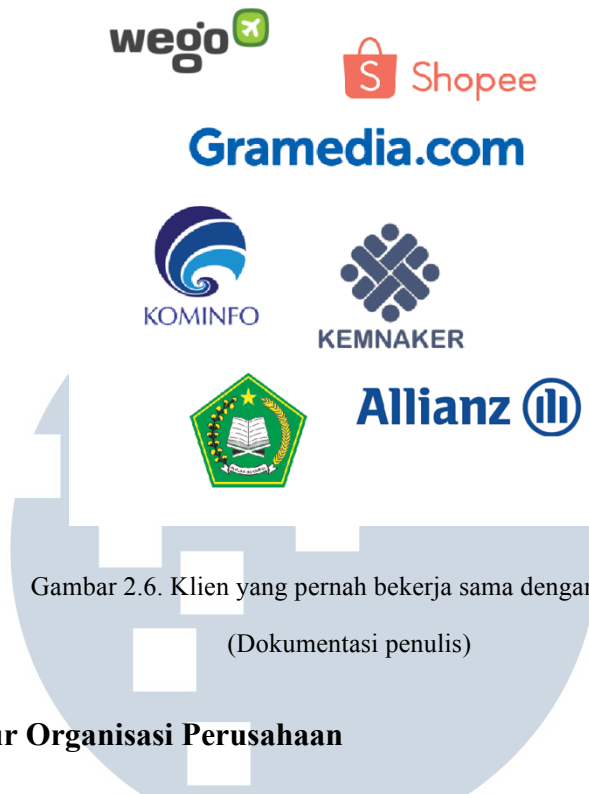 wego
S Shopee
Gramedia.com
KOMINFO
KEMNAKER
Allianz
Gambar 2.6. Klien yang pernah bekerja sama dengan
(Dokumentasi penulis)
ur Organisasi Perusahaan